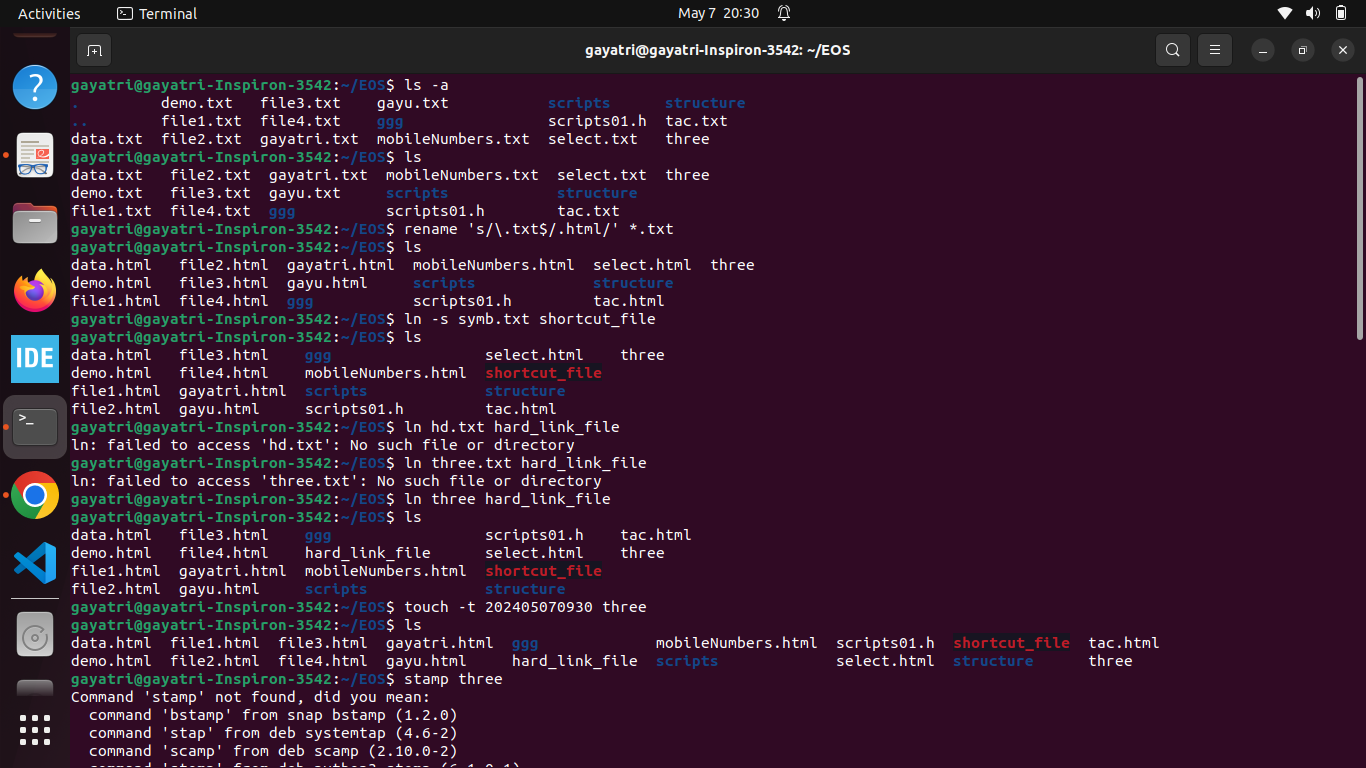 Activities Terminal May 7 20:30
gayatri@gayatri-Inspiron-3542: ~/EOS
gayatri@gayatri-Inspiron-3542:~/EOS$ ls -a
. demo.txt file3.txt gayu.txt scripts structure
.. file1.txt file4.txt ggg scripts01.h tac.txt
data.txt file2.txt gayatri.txt mobileNumbers.txt select.txt three
gayatri@gayatri-Inspiron-3542:~/EOS$ ls
data.txt file2.txt gayatri.txt mobileNumbers.txt select.txt three
demo.txt file3.txt gayu.txt scripts structure
file1.txt file4.txt ggg scripts01.h tac.txt
gayatri@gayatri-Inspiron-3542:~/EOS$ rename 's/\.txt$/.html/' *.txt
gayatri@gayatri-Inspiron-3542:~/EOS$ ls
data.html file2.html gayatri.html mobileNumbers.html select.html three
demo.html file3.html gayu.html scripts structure
file1.html file4.html ggg scripts01.h tac.html
gayatri@gayatri-Inspiron-3542:~/EOS$ ln -s symb.txt shortcut_file
gayatri@gayatri-Inspiron-3542:~/EOS$ ls
data.html file3.html ggg select.html three
demo.html file4.html mobileNumbers.html shortcut_file
file1.html gayatri.html scripts structure
file2.html gayu.html scripts01.h tac.html
gayatri@gayatri-Inspiron-3542:~/EOS$ ln hd.txt hard_link_file
ln: failed to access 'hd.txt': No such file or directory
gayatri@gayatri-Inspiron-3542:~/EOS$ ln three.txt hard_link_file
ln: failed to access 'three.txt': No such file or directory
gayatri@gayatri-Inspiron-3542:~/EOS$ ln three hard_link_file
gayatri@gayatri-Inspiron-3542:~/EOS$ ls
data.html file3.html ggg scripts01.h tac.html
demo.html file4.html hard_link_file select.html three
file1.html gayatri.html mobileNumbers.html shortcut_file
file2.html gayu.html scripts structure
gayatri@gayatri-Inspiron-3542:~/EOS$ touch -t 202405070930 three
gayatri@gayatri-Inspiron-3542:~/EOS$ ls
data.html file1.html file3.html gayatri.html ggg mobileNumbers.html scripts01.h shortcut_file tac.html
demo.html file2.html file4.html gayu.html hard_link_file scripts select.html structure three
gayatri@gayatri-Inspiron-3542:~/EOS$ stamp three
Command 'stamp' not found, did you mean:
command 'bstamp' from snap bstamp (1.2.0)
command 'stap' from deb systemtap (4.6-2)
command 'scamp' from deb scamp (2.10.0-2)
IDE